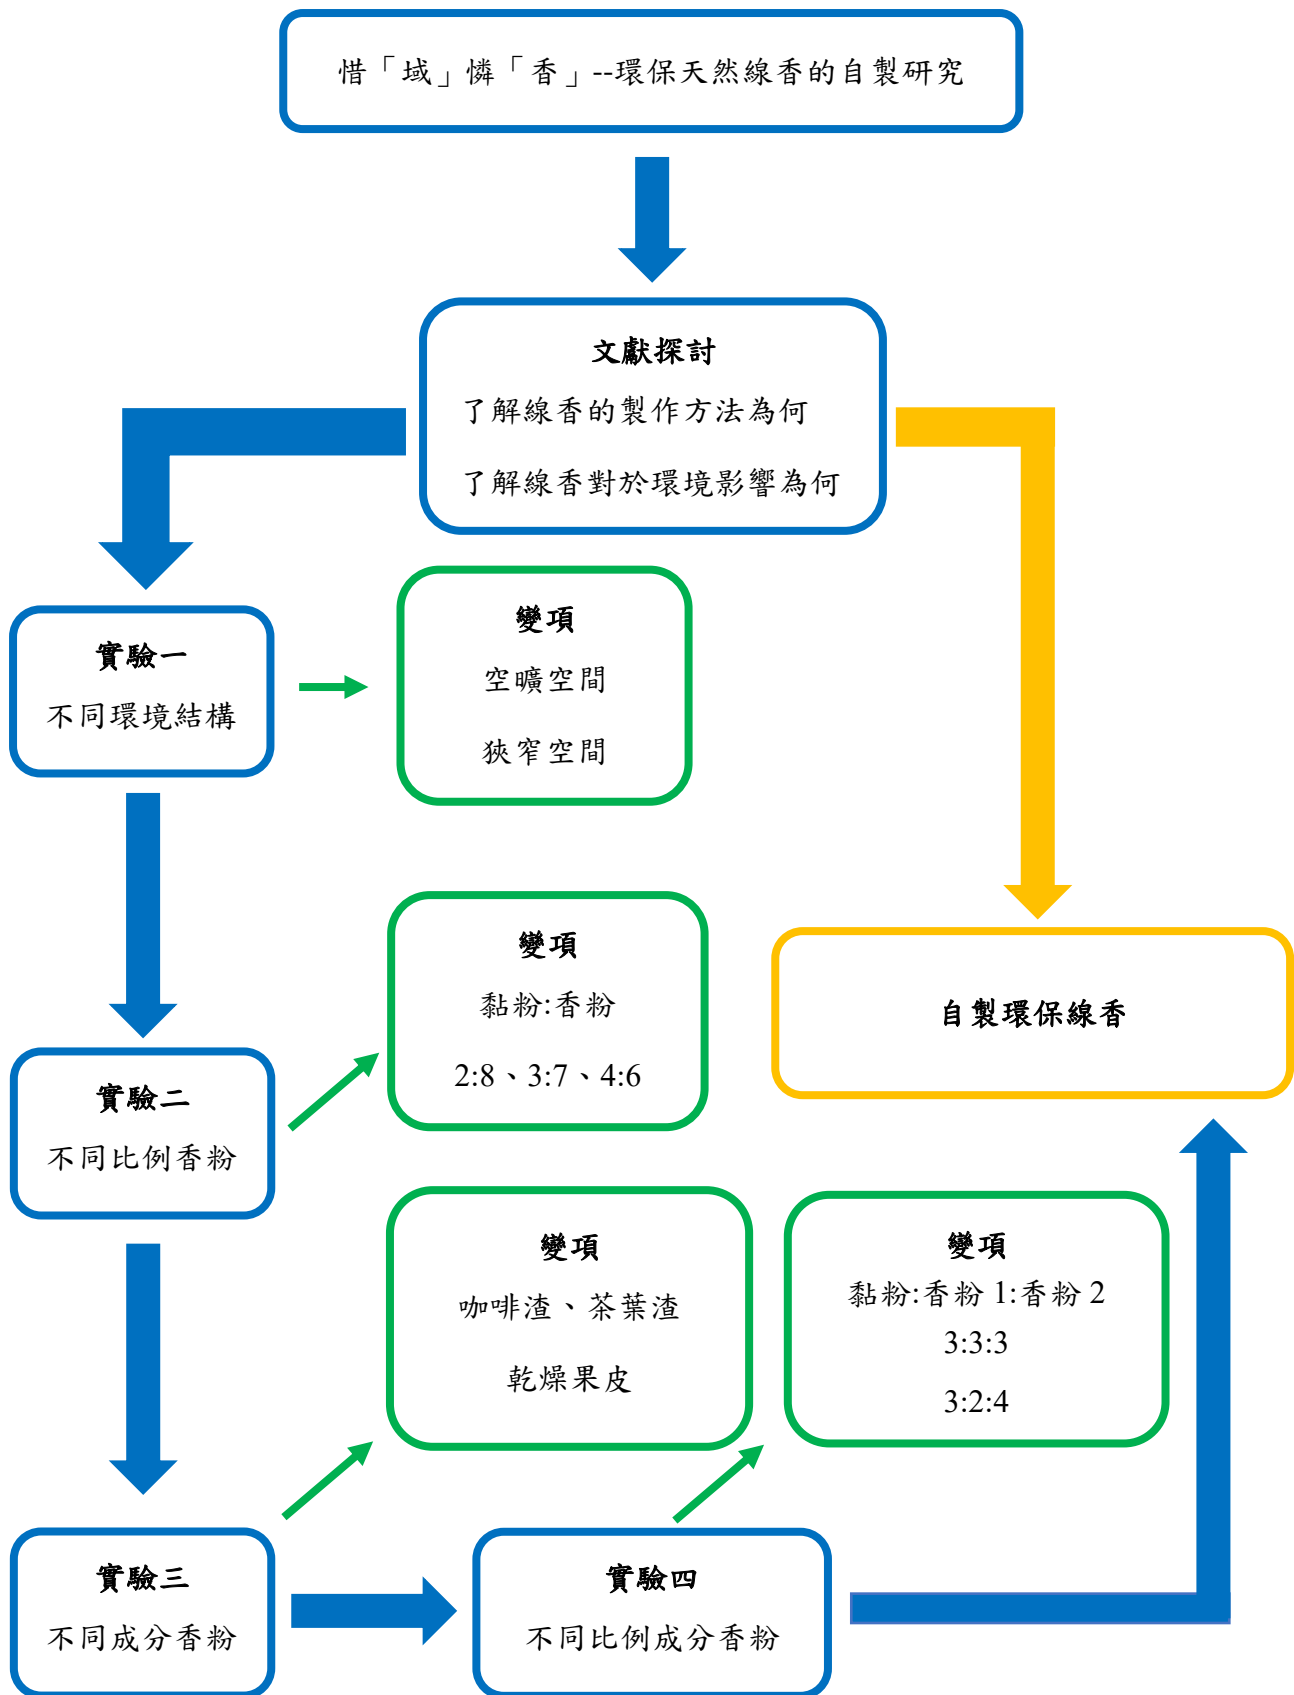 惜「域」憐「香」--環保天然線香的自製研究
文獻探討
了解線香的製作方法為何
了解線香對於環境影響為何
實驗一
不同環境結構
變項
空曠空間
狹窄空間
變項
黏粉:香粉
2:8、3:7、4:6
自製環保線香
實驗二
不同比例香粉
變項
咖啡渣、茶葉渣
乾燥果皮
變項
黏粉:香粉 1:香粉 2
3:3:3
3:2:4
實驗三
不同成分香粉
實驗四
不同比例成分香粉